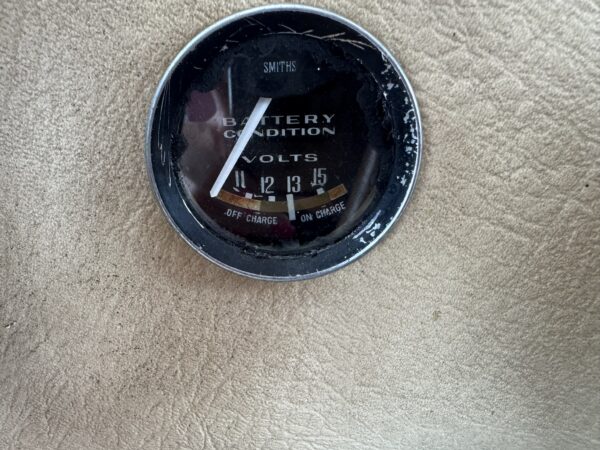 SMITHS
BATTERY
CONDITION
VOLTS
11 12 13 15
OFF CHARGE ON CHARGE